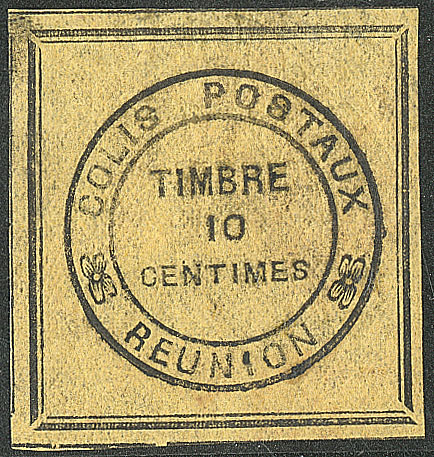 COLIS POSTAUX
TIMBRE
10
CENTIMES
REUNION